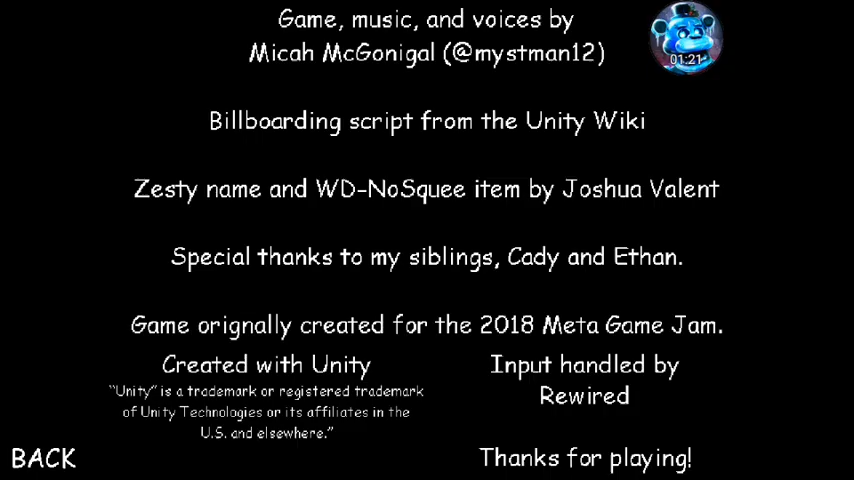 Game, music, and voices by
Micah McGonigal (@mystman12)
01:21
Billboarding script from the Unity Wiki
Zesty name and WD-NoSquee item by Joshua Valent
Special thanks to my siblings, Cady and Ethan.
Game orignally created for the 2018 Meta Game Jam.
Created with Unity
"Unity" is a trademark or registered trademark
of Unity Technologies or its affiliates in the
U.S. and elsewhere."
Input handled by
Rewired
BACK
Thanks for playing!